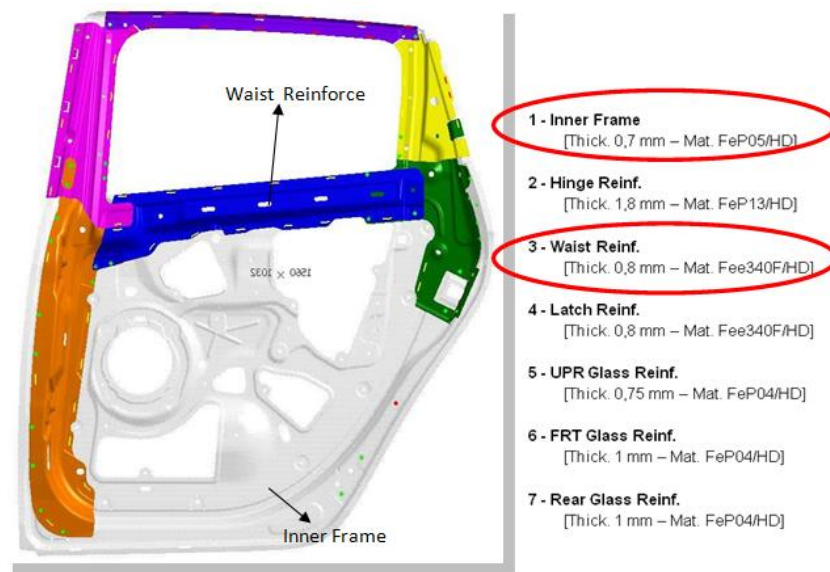 Waist Reinforce
1560 × 1032
Inner Frame
1 - Inner Frame
[Thick. 0,7 mm – Mat. FeP05/HD]
2 - Hinge Reinf.
[Thick. 1,8 mm – Mat. FeP13/HD]
3 - Waist Reinf.
[Thick. 0,8 mm – Mat. Fee340F/HD]
4 - Latch Reinf.
[Thick. 0,8 mm – Mat. Fee340F/HD]
5 - UPR Glass Reinf.
[Thick. 0,75 mm – Mat. FeP04/HD]
6 - FRT Glass Reinf.
[Thick. 1 mm – Mat. FeP04/HD]
7 - Rear Glass Reinf.
[Thick. 1 mm – Mat. FeP04/HD]